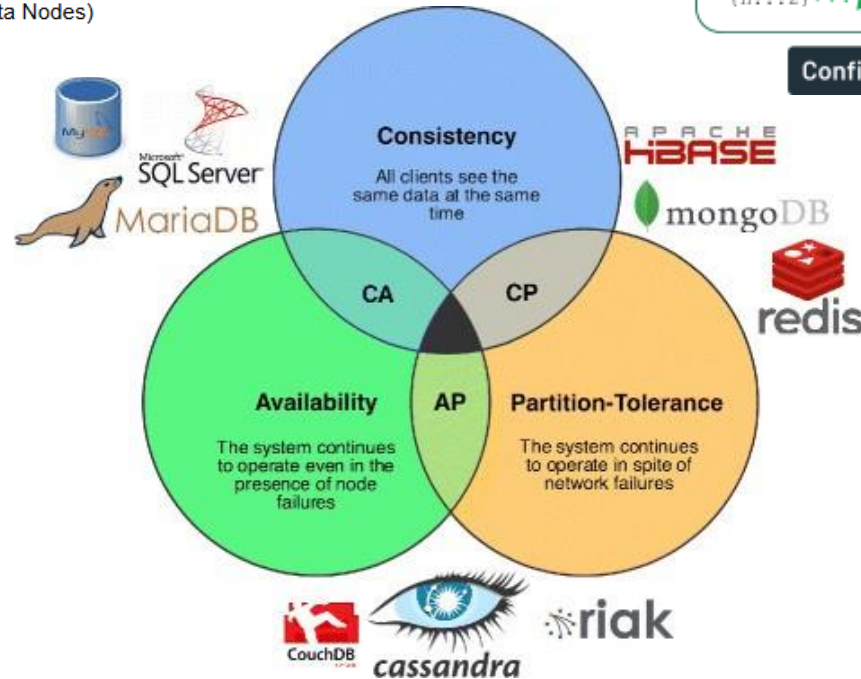 ta Nodes)
Confi
MySQL
Microsoft®
SQL Server
MariaDB
Consistency
All clients see the
same data at the same
time
APACHE
HBASE
mongoDB
redis
CA
CP
Availability
AP
Partition-Tolerance
The system continues
to operate even in the
presence of node
failures
The system continues
to operate in spite of
network failures
CouchDB
cassandra
riak